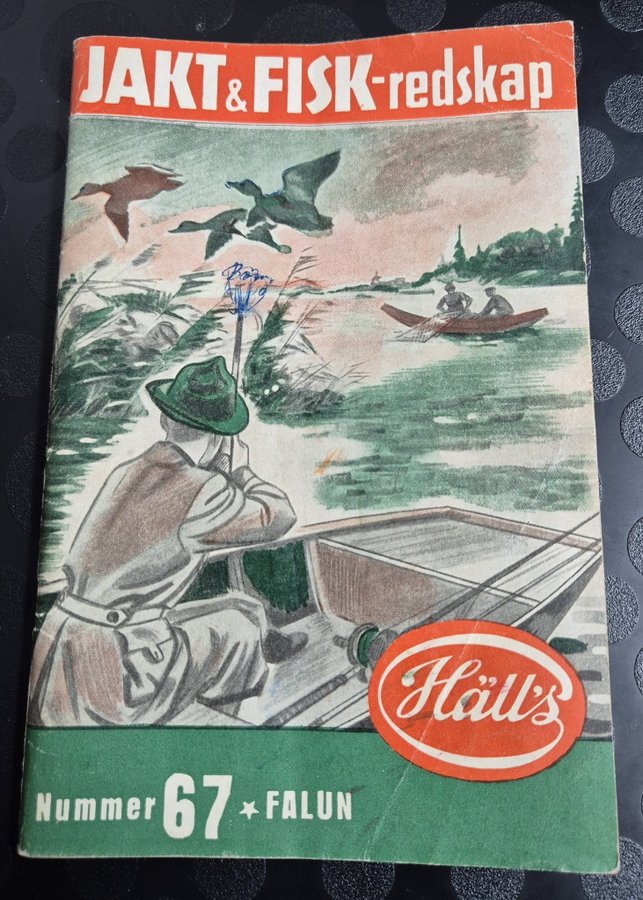 JAKT & FISK-redskap
Häll's
Nummer 67 ★ FALUN